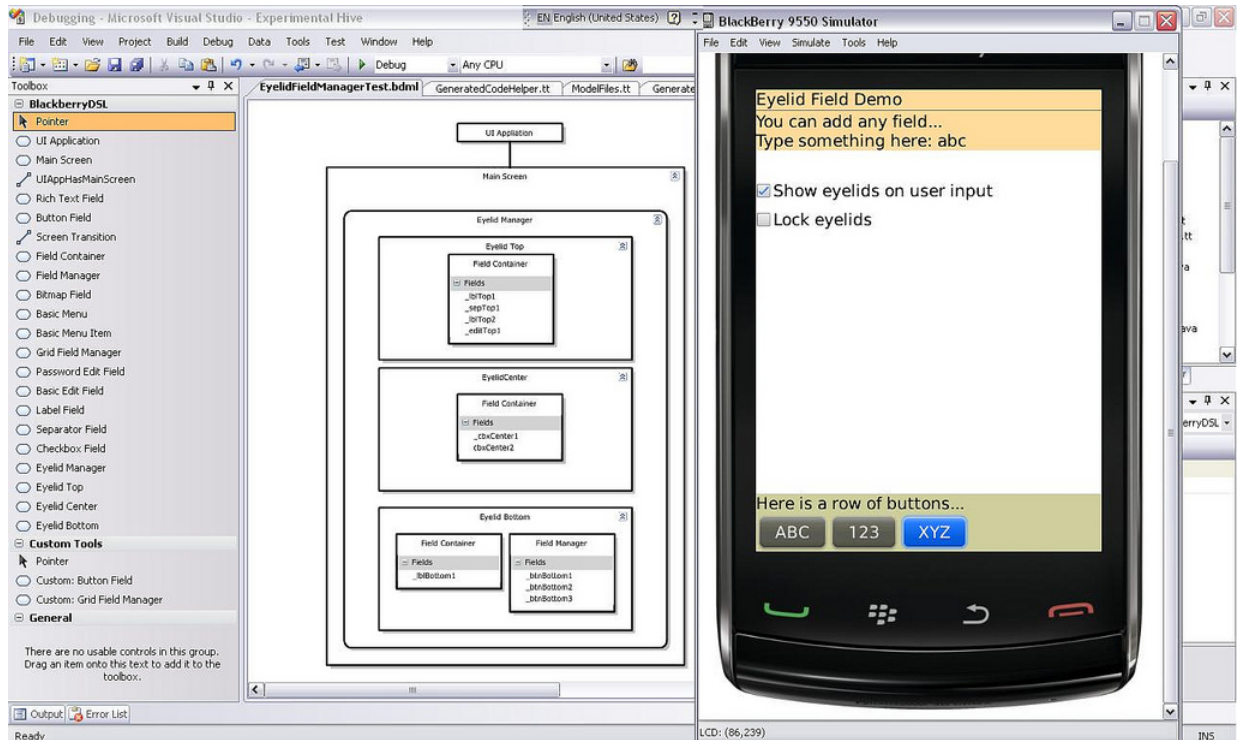 Debugging - Microsoft Visual Studio - Experimental Hive
EN English (United States)
File Edit View Project Build Debug Data Tools Test Window Help
Debug Any CPU
Toolbox
BlackberryDSL
Pointer
UI Application
Main Screen
UIAppHasMainScreen
Rich Text Field
Button Field
Screen Transition
Field Container
Field Manager
Bitmap Field
Basic Menu
Basic Menu Item
Grid Field Manager
Password Edit Field
Basic Edit Field
Label Field
Separator Field
Checkbox Field
Eyelid Manager
Eyelid Top
Eyelid Center
Eyelid Bottom
Custom Tools
Pointer
Custom: Button Field
Custom: Grid Field Manager
General
There are no usable controls in this group.
Drag an item onto this text to add it to the
toolbox.
Output Error List
Ready
EyelidFieldManagerTest.bdml GeneratedCodeHelper.tt ModelFiles.tt Generate
UI Appliation
Main Screen
Eyelid Manager
Eyelid Top
Field Container
Fields
_lblTop1
_sepTop1
_lblTop2
_editTop1
EyelidCenter
Field Container
Fields
_cbxCenter1
cbxCenter2
Eyelid Bottom
Field Container
Fields
_lblBottom1
Field Manager
Fields
_btnBottom1
_btnBottom2
_btnBottom3
BlackBerry 9550 Simulator
File Edit View Simulate Tools Help
Eyelid Field Demo
You can add any field...
Type something here: abc
Show eyelids on user input
Lock eyelids
Here is a row of buttons...
ABC 123 XYZ
LCD: (86,239)
.tt
ava
erryDSL
INS